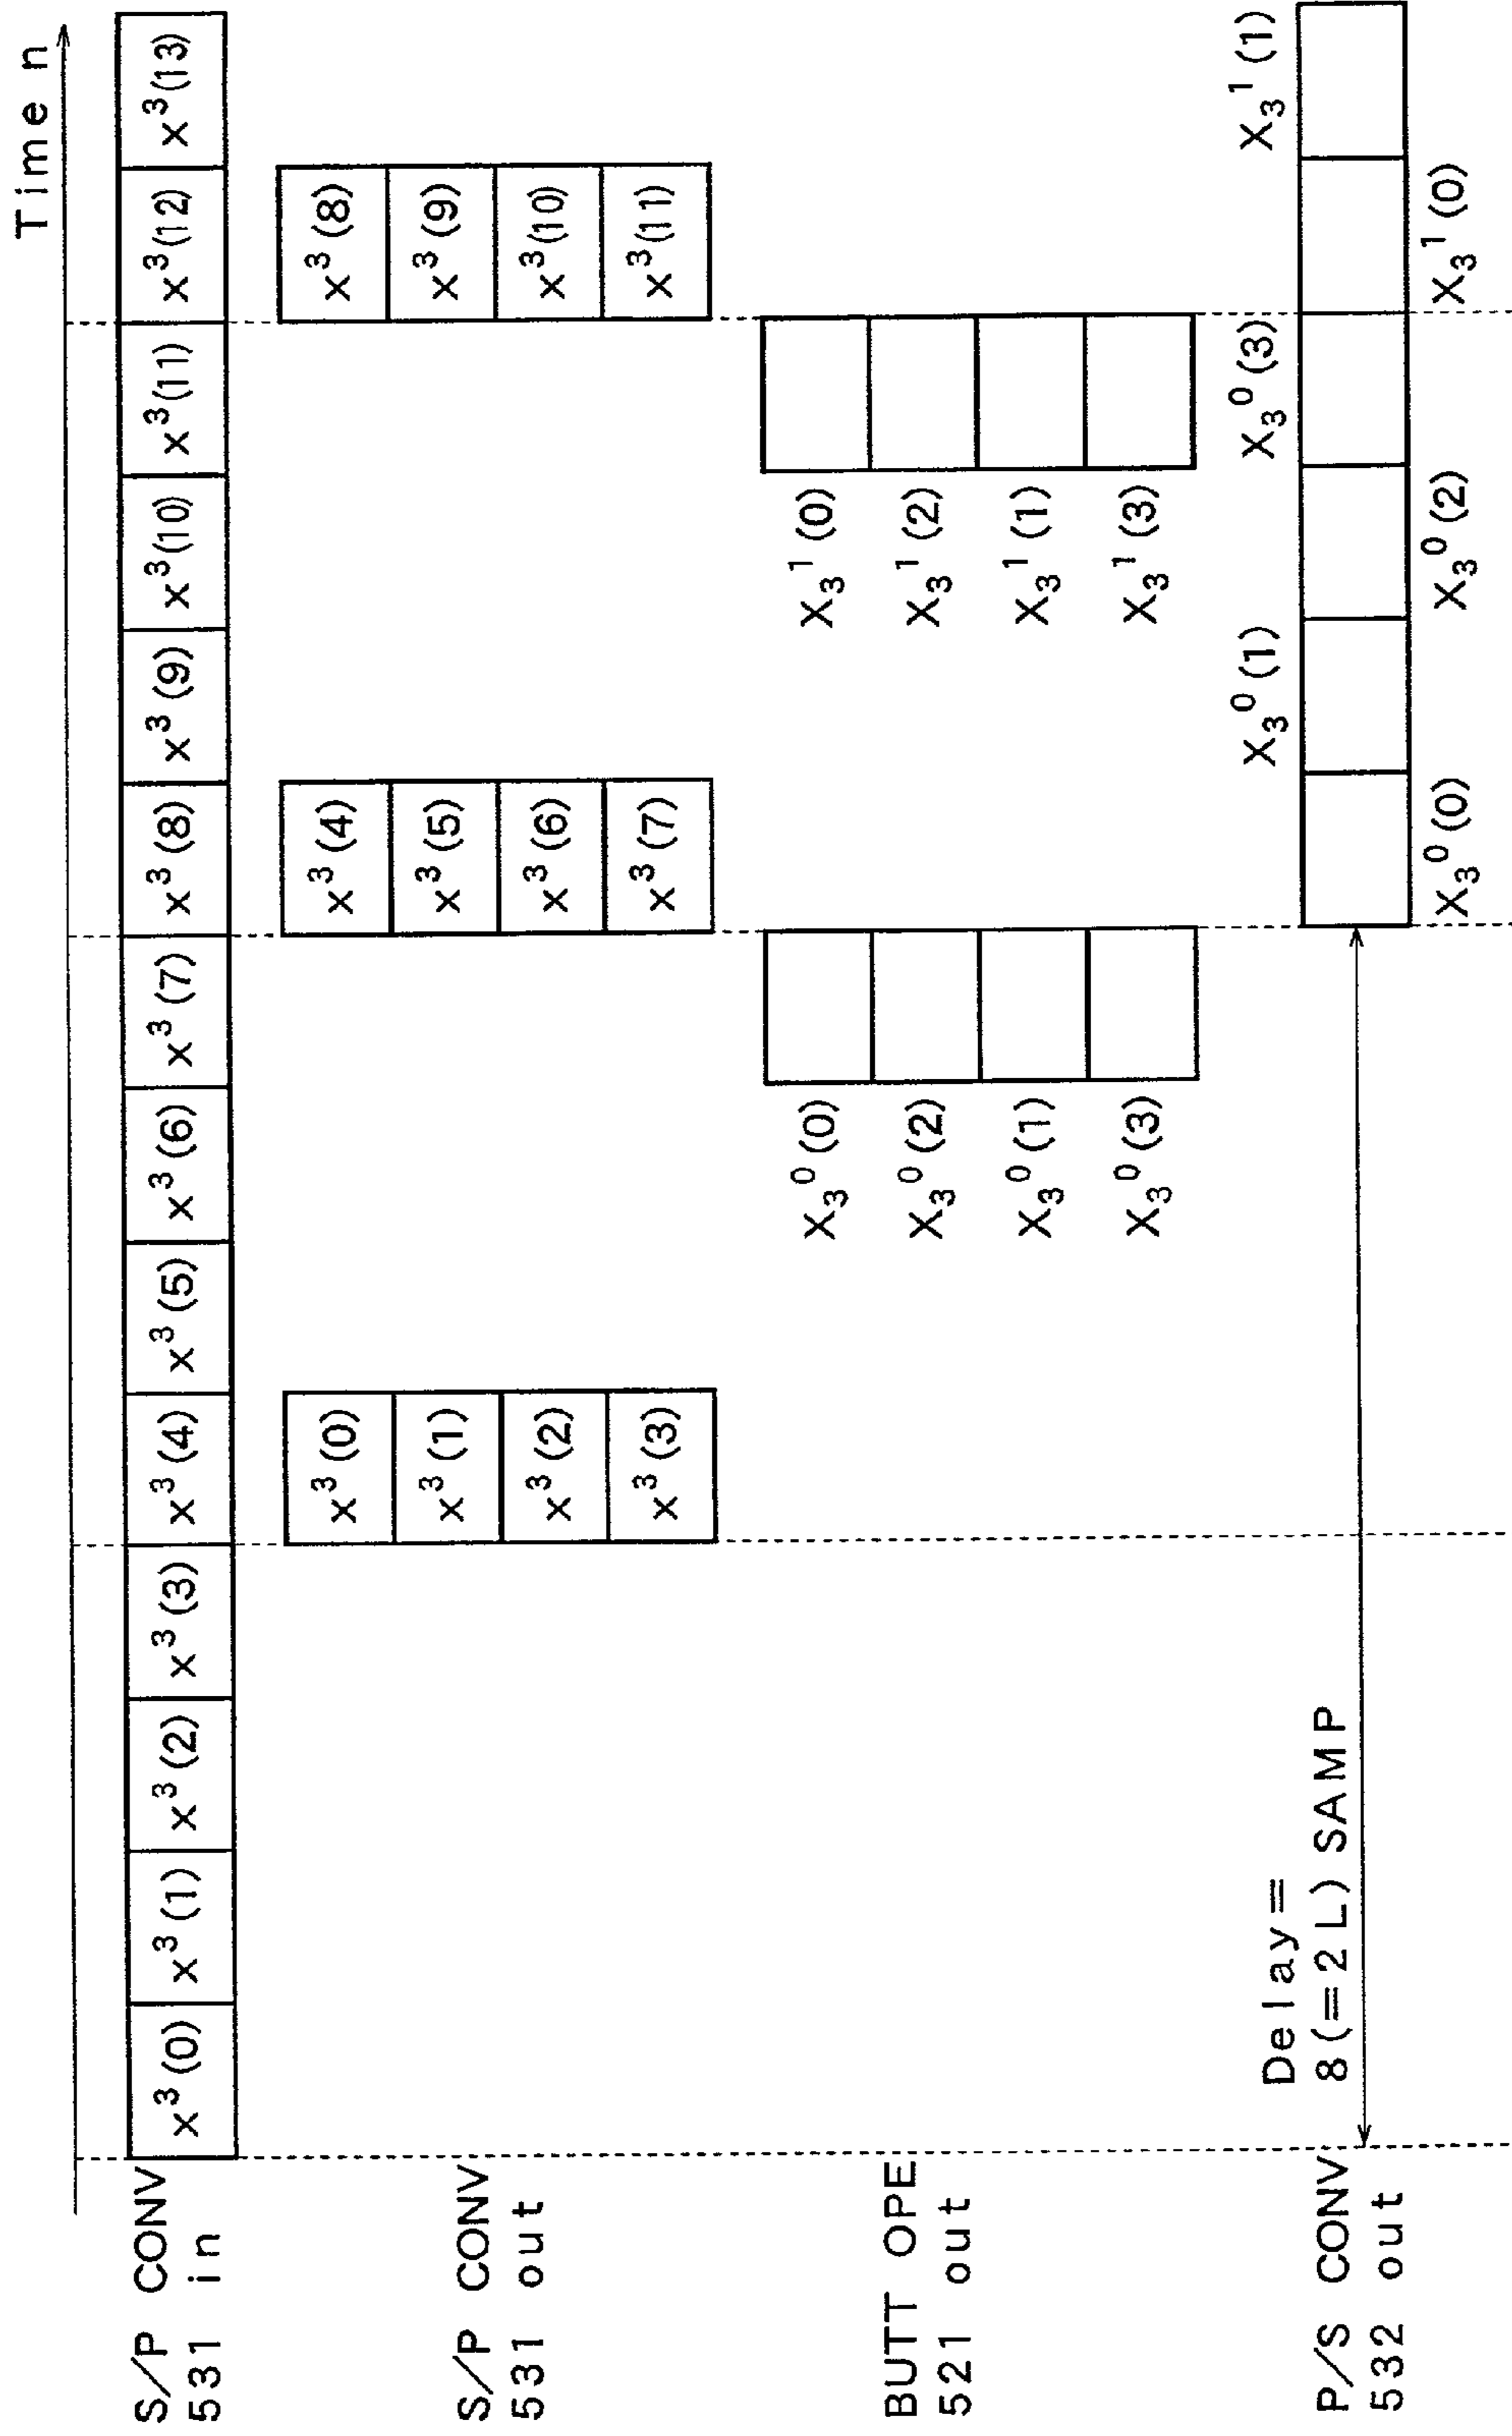 Time n
S/P CONV
531 in
x³(0) x³(1) x³(2) x³(3) x³(4) x³(5) x³(6) x³(7) x³(8) x³(9) x³(10) x³(11) x³(12) x³(13)
S/P CONV
531 out
x³(0) x³(4) x³(8)
x³(1) x³(5) x³(9)
x³(2) x³(6) x³(10)
x³(3) x³(7) x³(11)
BUTT OPE
521 out
X₃⁰(0) X₃¹(0)
X₃⁰(2) X₃¹(2)
X₃⁰(1) X₃¹(1)
X₃⁰(3) X₃¹(3)
P/S CONV
532 out
Delay=
8(=2L)SAMP
X₃⁰(1) X₃⁰(3) X₃¹(1)
X₃⁰(0) X₃⁰(2) X₃¹(0)